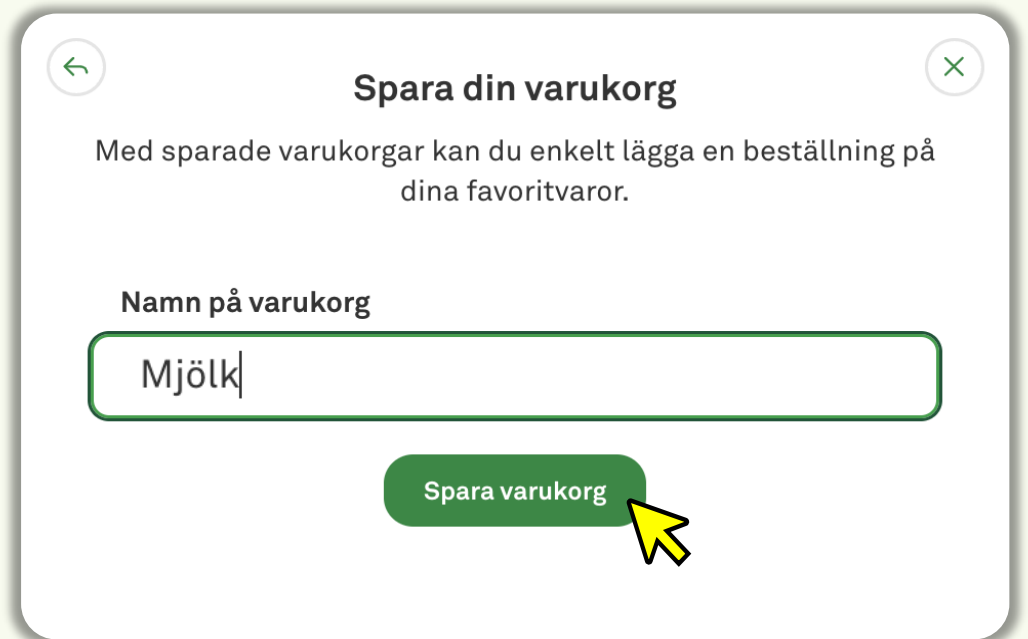 Spara din varukorg
Med sparade varukorgar kan du enkelt lägga en beställning på
dina favoritvaror.
Namn på varukorg
Mjölk
Spara varukorg